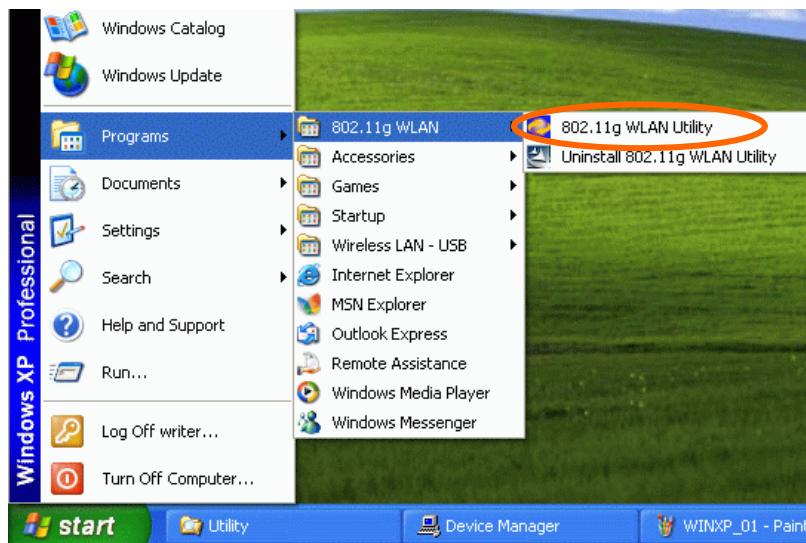 Windows XP Professional
Windows Catalog
Windows Update
Programs
Documents
Settings
Search
Help and Support
Run...
Log Off writer...
Turn Off Computer...
802.11g WLAN
Accessories
Games
Startup
Wireless LAN - USB
Internet Explorer
MSN Explorer
Outlook Express
Remote Assistance
Windows Media Player
Windows Messenger
802.11g WLAN Utility
Uninstall 802.11g WLAN Utility
start
Utility
Device Manager
WINXP_01 - Paint